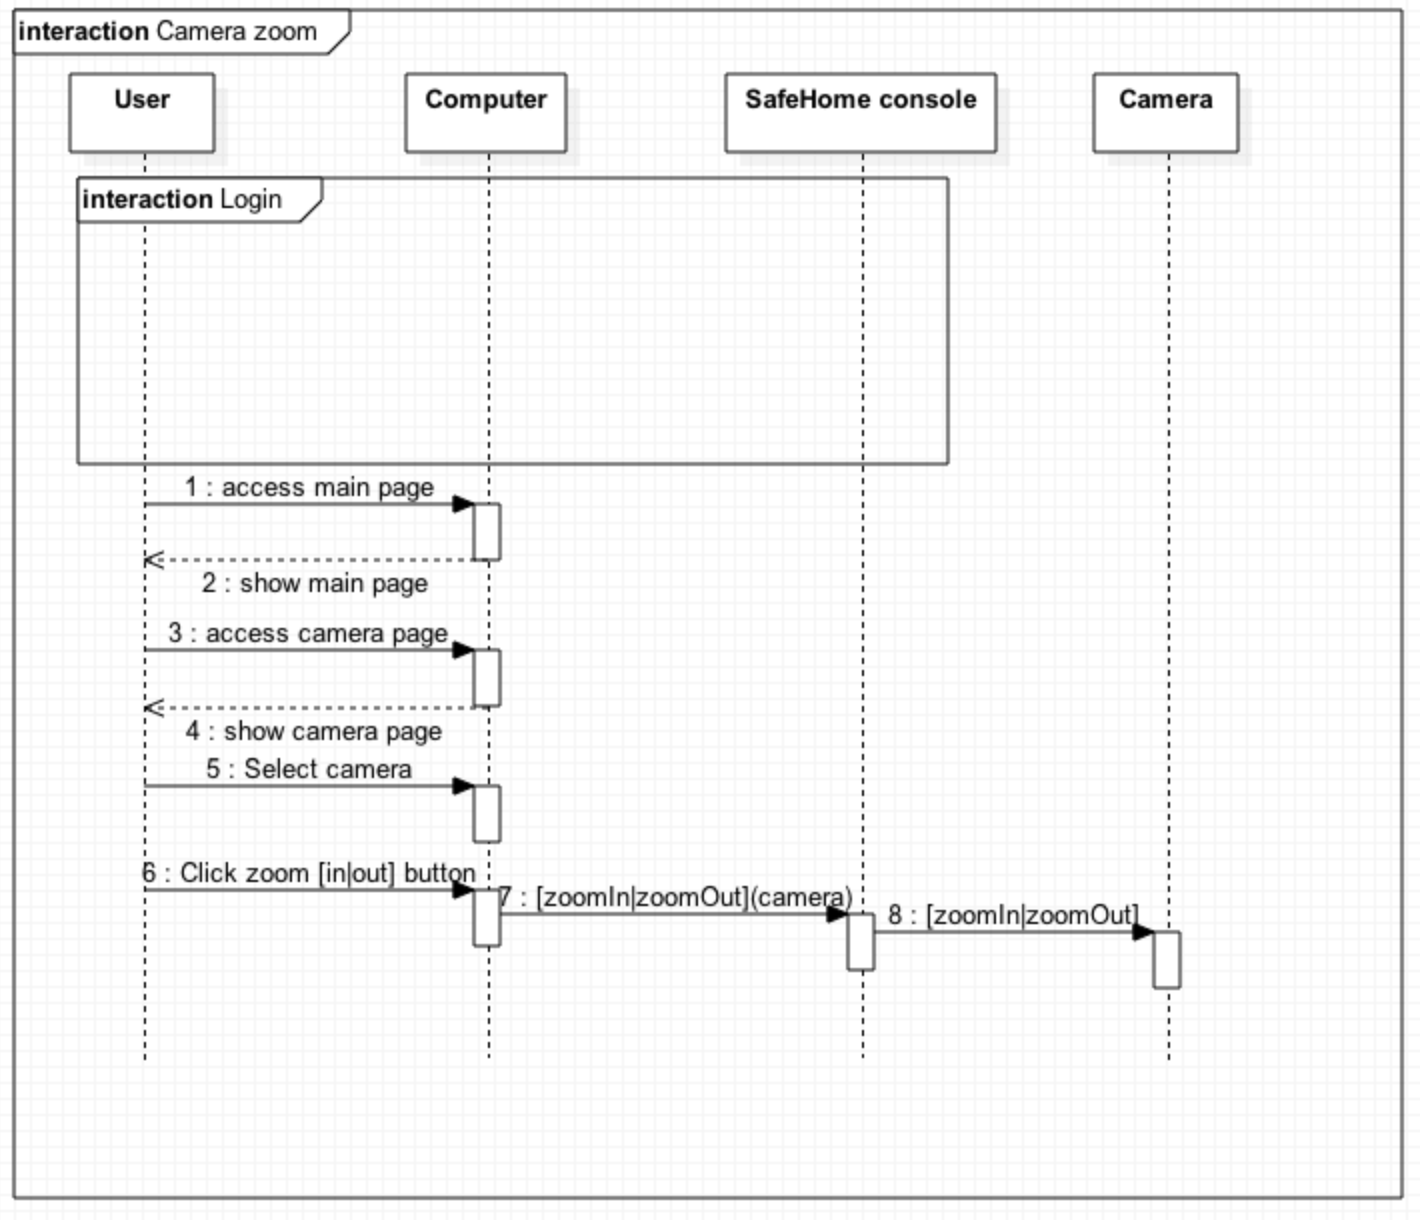 interaction Camera zoom
User
Computer
SafeHome console
Camera
interaction Login
1 : access main page
2 : show main page
3 : access camera page
4 : show camera page
5 : Select camera
6 : Click zoom [in|out] button
7 : [zoomIn|zoomOut](camera)
8 : [zoomIn|zoomOut]